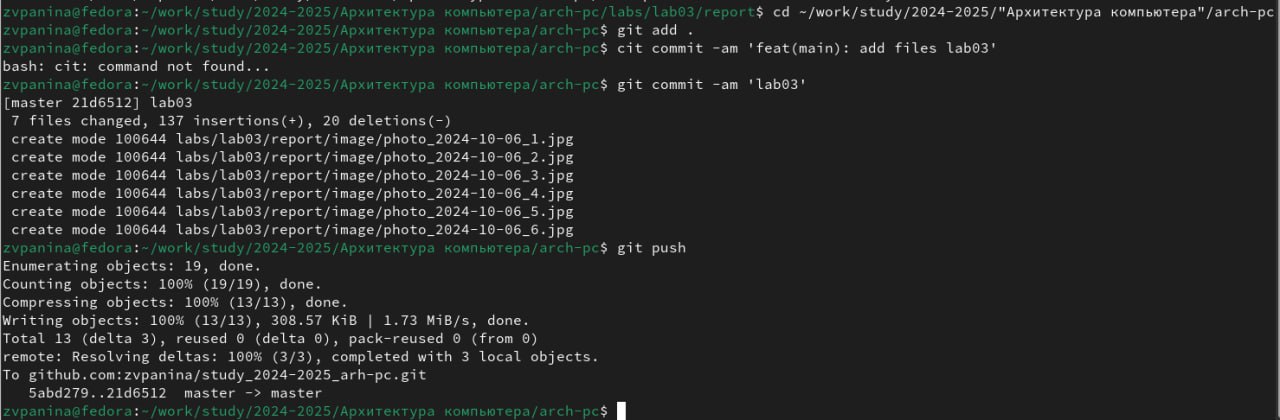 zvpanina@fedora:~/work/study/2024-2025/Архитектура компьютера/arch-pc/labs/lab03/report$ cd ~/work/study/2024-2025/"Архитектура компьютера"/arch-pc
zvpanina@fedora:~/work/study/2024-2025/Архитектура компьютера/arch-pc$ git add .
zvpanina@fedora:~/work/study/2024-2025/Архитектура компьютера/arch-pc$ cit commit -am 'feat(main): add files lab03'
bash: cit: command not found...
zvpanina@fedora:~/work/study/2024-2025/Архитектура компьютера/arch-pc$ git commit -am 'lab03'
[master 21d6512] lab03
 7 files changed, 137 insertions(+), 20 deletions(-)
 create mode 100644 labs/lab03/report/image/photo_2024-10-06_1.jpg
 create mode 100644 labs/lab03/report/image/photo_2024-10-06_2.jpg
 create mode 100644 labs/lab03/report/image/photo_2024-10-06_3.jpg
 create mode 100644 labs/lab03/report/image/photo_2024-10-06_4.jpg
 create mode 100644 labs/lab03/report/image/photo_2024-10-06_5.jpg
 create mode 100644 labs/lab03/report/image/photo_2024-10-06_6.jpg
zvpanina@fedora:~/work/study/2024-2025/Архитектура компьютера/arch-pc$ git push
Enumerating objects: 19, done.
Counting objects: 100% (19/19), done.
Compressing objects: 100% (13/13), done.
Writing objects: 100% (13/13), 308.57 KiB | 1.73 MiB/s, done.
Total 13 (delta 3), reused 0 (delta 0), pack-reused 0 (from 0)
remote: Resolving deltas: 100% (3/3), completed with 3 local objects.
To github.com:zvpanina/study_2024-2025_arh-pc.git
   5abd279..21d6512  master -> master
zvpanina@fedora:~/work/study/2024-2025/Архитектура компьютера/arch-pc$